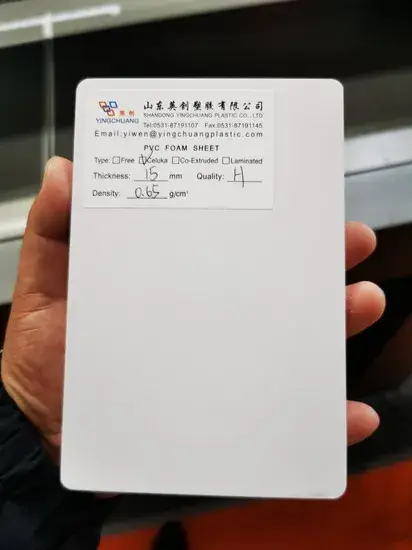 山东英创塑胶有限公司
英创
YINGCHUANG
SHANDONG YINGCHUANG PLASTIC CO.,LTD
Tel:0531-87191107 Fax:0531-87191145
Email:yiwen@yingchuangplastic.com
PVC FOAM SHEET
Type: □Free ☑Celuka □Co-Extruded □Laminated
Thickness: 15 mm Quality: H
Density: 0.65 g/cm³